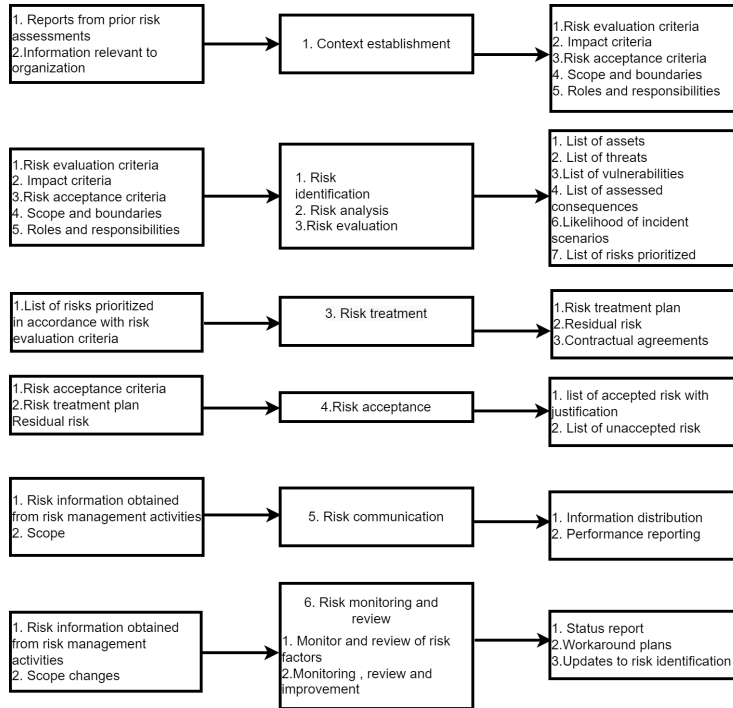 1. Reports from prior risk
assessments
2.Information relevant to
organization
1. Context establishment
1.Risk evaluation criteria
2. Impact criteria
3.Risk acceptance criteria
4. Scope and boundaries
5. Roles and responsibilities
1.Risk evaluation criteria
2. Impact criteria
3.Risk acceptance criteria
4. Scope and boundaries
5. Roles and responsibilities
1. Risk
identification
2. Risk analysis
3.Risk evaluation
1. List of assets
2. List of threats
3.List of vulnerabilities
4. List of assessed
consequences
6.Likelihood of incident
scenarios
7. List of risks prioritized
1.List of risks prioritized
in accordance with risk
evaluation criteria
3. Risk treatment
1.Risk treatment plan
2.Residual risk
3.Contractual agreements
1.Risk acceptance criteria
2.Risk treatment plan
Residual risk
4.Risk acceptance
1. list of accepted risk with
justification
2. List of unaccepted risk
1. Risk information obtained
from risk management activities
2. Scope
5. Risk communication
1. Information distribution
2. Performance reporting
1. Risk information obtained
from risk management
activities
2. Scope changes
6. Risk monitoring and
review
1. Monitor and review of risk
factors
2.Monitoring , review and
improvement
1. Status report
2.Workaround plans
3.Updates to risk identification